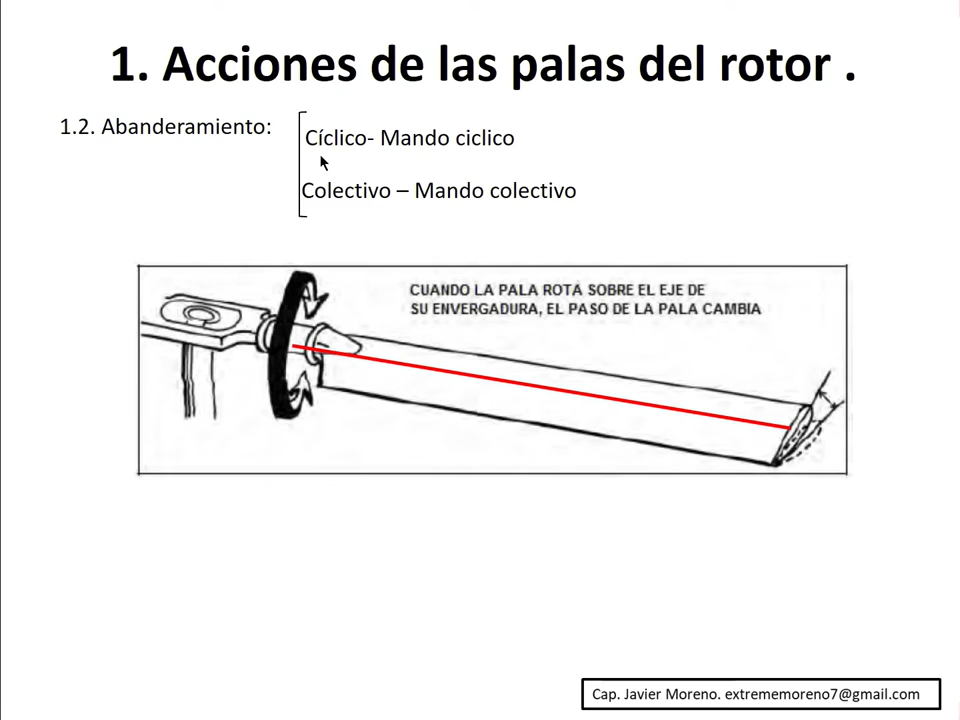 1. Acciones de las palas del rotor .
1.2. Abanderamiento:
Cíclico- Mando ciclico
Colectivo – Mando colectivo
CUANDO LA PALA ROTA SOBRE EL EJE DE
SU ENVERGADURA, EL PASO DE LA PALA CAMBIA
Cap. Javier Moreno. extrememoreno7@gmail.com